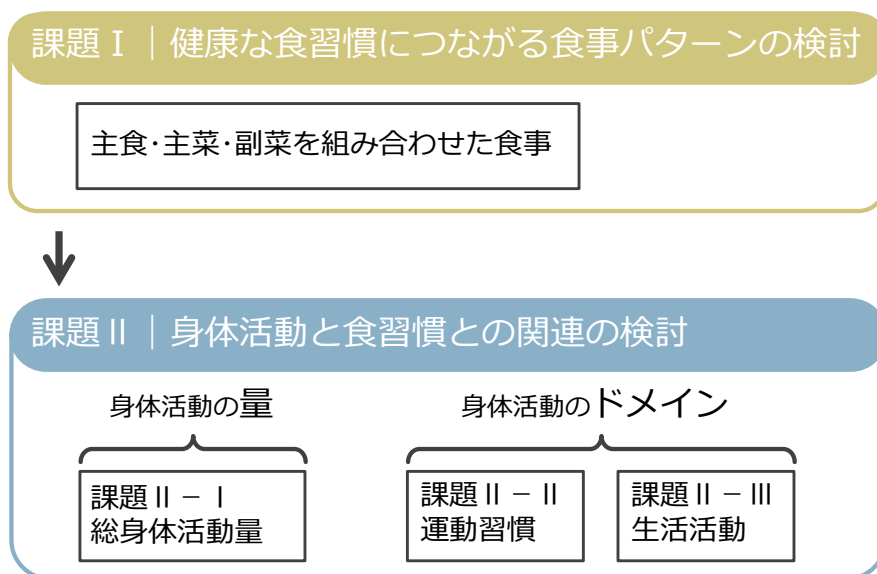 課題Ⅰ｜健康な食習慣につながる食事パターンの検討
主食･主菜･副菜を組み合わせた食事
課題Ⅱ｜身体活動と食習慣との関連の検討
身体活動の量
身体活動のドメイン
課題Ⅱ－Ⅰ
総身体活動量
課題Ⅱ－Ⅱ
運動習慣
課題Ⅱ－Ⅲ
生活活動